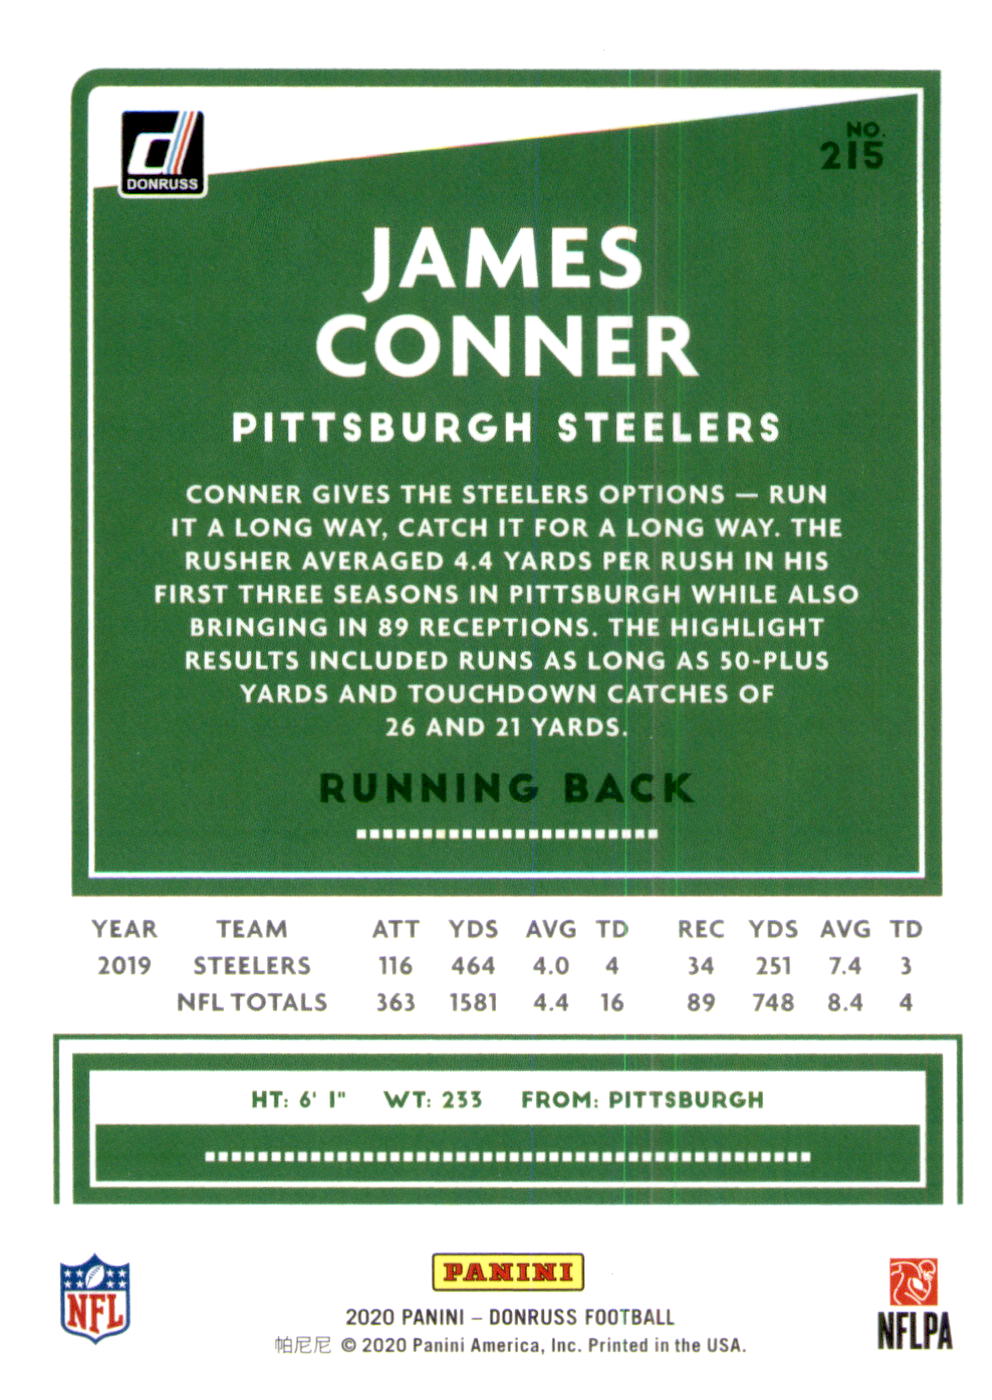 DONRUSS
NO.
215
JAMES
CONNER
PITTSBURGH STEELERS
CONNER GIVES THE STEELERS OPTIONS — RUN
IT A LONG WAY, CATCH IT FOR A LONG WAY. THE
RUSHER AVERAGED 4.4 YARDS PER RUSH IN HIS
FIRST THREE SEASONS IN PITTSBURGH WHILE ALSO
BRINGING IN 89 RECEPTIONS. THE HIGHLIGHT
RESULTS INCLUDED RUNS AS LONG AS 50-PLUS
YARDS AND TOUCHDOWN CATCHES OF
26 AND 21 YARDS.
RUNNING BACK
YEAR TEAM ATT YDS AVG TD REC YDS AVG TD
2019 STEELERS 116 464 4.0 4 34 251 7.4 3
NFL TOTALS 363 1581 4.4 16 89 748 8.4 4
HT: 6' 1" WT: 233 FROM: PITTSBURGH
NFL
PANINI
2020 PANINI – DONRUSS FOOTBALL
帕尼尼 © 2020 Panini America, Inc. Printed in the USA.
NFLPA